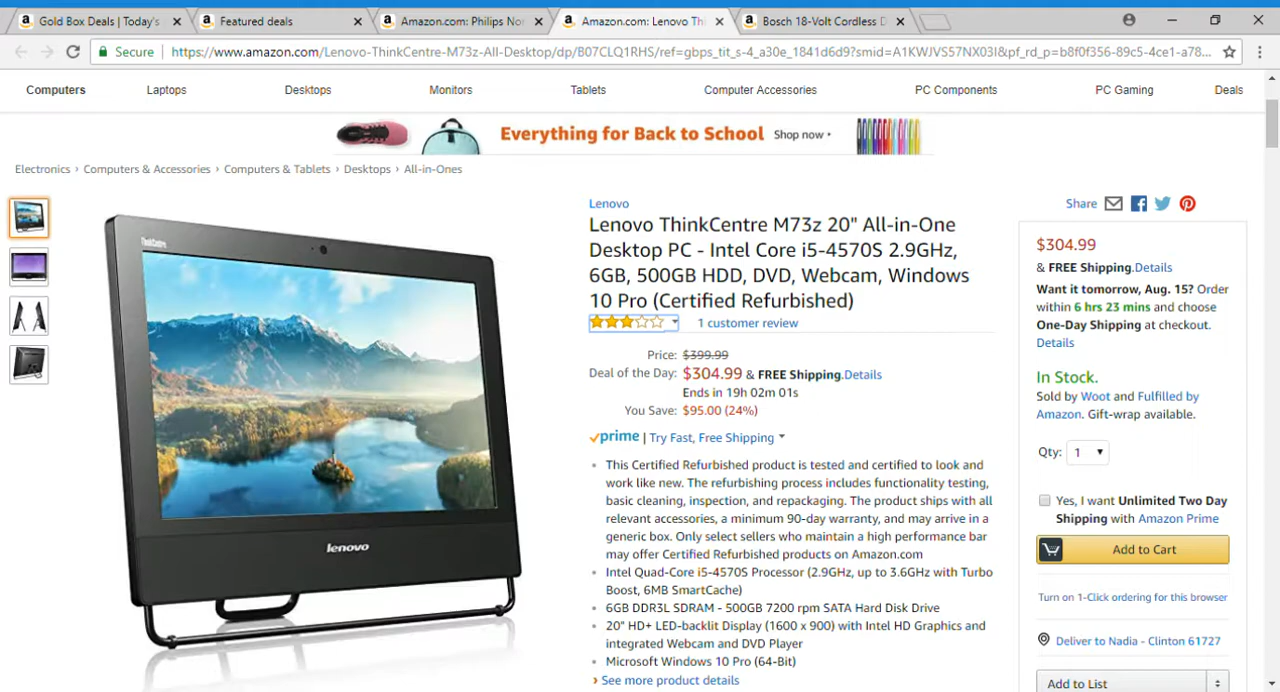 Gold Box Deals | Today's
Featured deals
Amazon.com: Philips No
Amazon.com: Lenovo Th
Bosch 18-Volt Cordless D
Secure
https://www.amazon.com/Lenovo-ThinkCentre-M73z-All-Desktop/dp/B07CLQ1RHS/ref=gbps_tit_s-4_a30e_1841d6d9?smid=A1KWJVS57NX03I&pf_rd_p=b8f0f356-89c5-4ce1-a78...
Computers Laptops Desktops Monitors Tablets Computer Accessories PC Components PC Gaming Deals
Everything for Back to School Shop now
Electronics › Computers & Accessories › Computers & Tablets › Desktops › All-in-Ones
ThinkCentre
lenovo
Lenovo
Lenovo ThinkCentre M73z 20" All-in-One
Desktop PC - Intel Core i5-4570S 2.9GHz,
6GB, 500GB HDD, DVD, Webcam, Windows
10 Pro (Certified Refurbished)
1 customer review
Price: $399.99
Deal of the Day: $304.99 & FREE Shipping.Details
Ends in 19h 02m 01s
You Save: $95.00 (24%)
prime | Try Fast, Free Shipping
• This Certified Refurbished product is tested and certified to look and
work like new. The refurbishing process includes functionality testing,
basic cleaning, inspection, and repackaging. The product ships with all
relevant accessories, a minimum 90-day warranty, and may arrive in a
generic box. Only select sellers who maintain a high performance bar
may offer Certified Refurbished products on Amazon.com
• Intel Quad-Core i5-4570S Processor (2.9GHz, up to 3.6GHz with Turbo
Boost, 6MB SmartCache)
• 6GB DDR3L SDRAM - 500GB 7200 rpm SATA Hard Disk Drive
• 20" HD+ LED-backlit Display (1600 x 900) with Intel HD Graphics and
integrated Webcam and DVD Player
• Microsoft Windows 10 Pro (64-Bit)
› See more product details
Share
$304.99
& FREE Shipping.Details
Want it tomorrow, Aug. 15? Order
within 6 hrs 23 mins and choose
One-Day Shipping at checkout.
Details
In Stock.
Sold by Woot and Fulfilled by
Amazon. Gift-wrap available.
Qty: 1
Yes, I want Unlimited Two Day
Shipping with Amazon Prime
Add to Cart
Turn on 1-Click ordering for this browser
Deliver to Nadia - Clinton 61727
Add to List